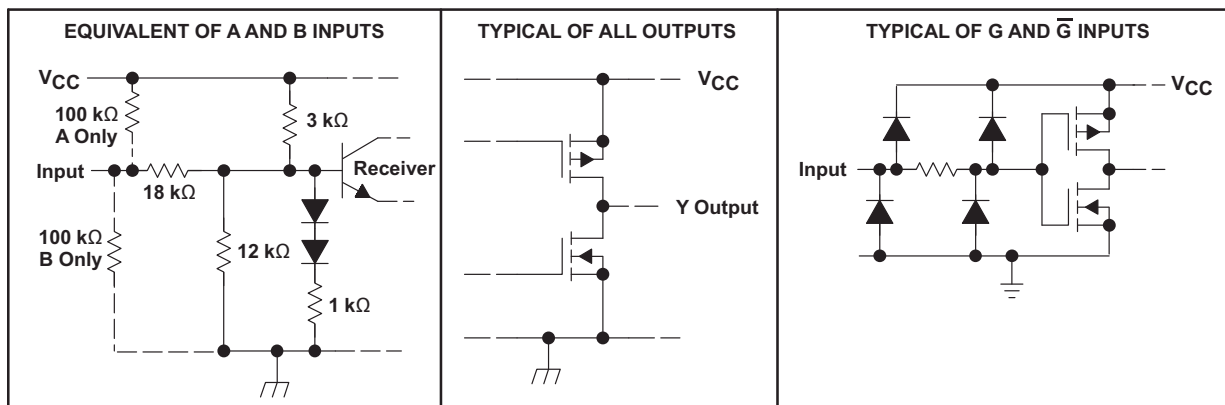 EQUIVALENT OF A AND B INPUTS
VCC
100 kΩ
A Only
3 kΩ
Input
18 kΩ
Receiver
100 kΩ
B Only
12 kΩ
1 kΩ
TYPICAL OF ALL OUTPUTS
VCC
Y Output
TYPICAL OF G AND G̅ INPUTS
VCC
Input